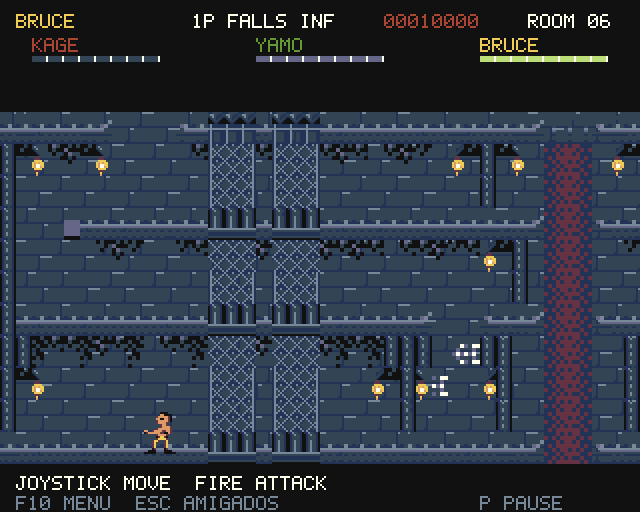 BRUCE 1P FALLS INF 00010000 ROOM 06
KAGE YAMO BRUCE
JOYSTICK MOVE FIRE ATTACK
F10 MENU ESC AMIGADOS P PAUSE